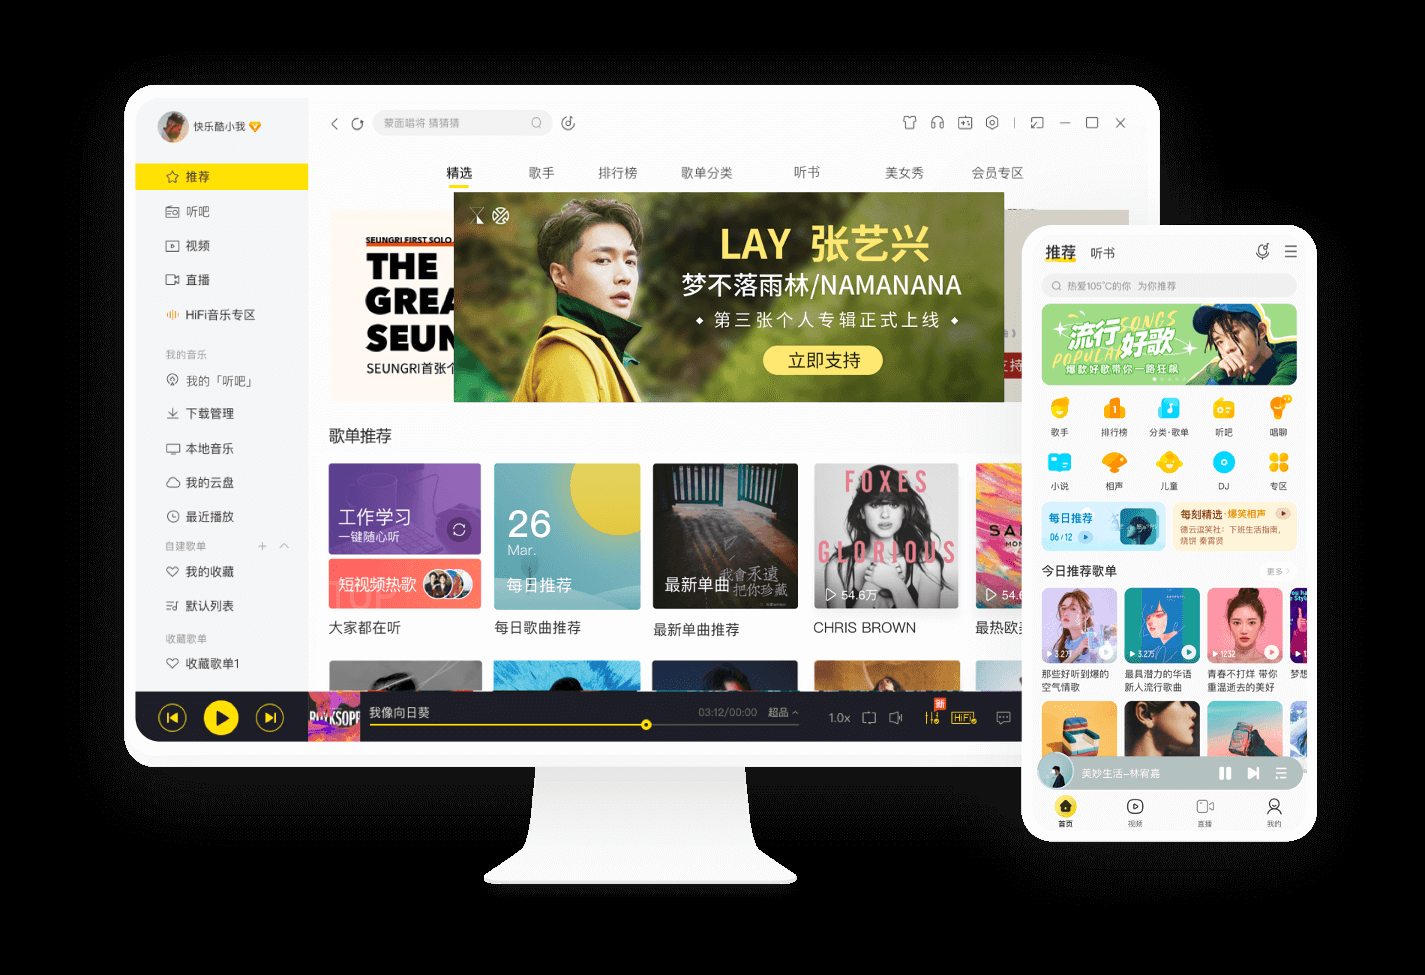 快乐酷小我
推荐
听吧
视频
直播
HiFi音乐专区
我的音乐
我的「听吧」
下载管理
本地音乐
我的云盘
最近播放
自建歌单
我的收藏
默认列表
收藏歌单
收藏歌单1
蒙面唱将 猜猜猜
精选 歌手 排行榜 歌单分类 听书 美女秀 会员专区
SEUNGRI FIRST SOLO
THE
GREA
SEUN
SEUNGRI首张个
LAY 张艺兴
梦不落雨林/NAMANANA
第三张个人专辑正式上线
立即支持
支持
歌单推荐
工作学习
一键随心听
短视频热歌
TOP
大家都在听
26
Mar.
每日推荐
每日歌曲推荐
我會永遠
把你珍藏
最新单曲
最新单曲推荐
FOXES
GLORIOUS
54.6万
CHRIS BROWN
SA
MON
54.6
最热欧美
ROYKSOPP
我像向日葵
03:12/00:00 超品
1.0x
新
HiFi
推荐 听书
热爱105°C的你 为你推荐
SONGS
流行
好歌
POPULAR
爆款好歌带你一路狂飙
歌手 排行榜 分类·歌单 听吧 唱聊
小说 相声 儿童 DJ 专区
每日推荐
06/12
每刻精选·爆笑相声
德云逗笑社：下班生活指南，
烧饼 秦霄贤
今日推荐歌单
更多
3.2万
3.2万
1232
那些好听到爆的
空气情歌
最具潜力的华语
新人流行歌曲
青春不打烊 带你
重温逝去的美好
梦想
美妙生活–林宥嘉
首页 视频 直播 我的